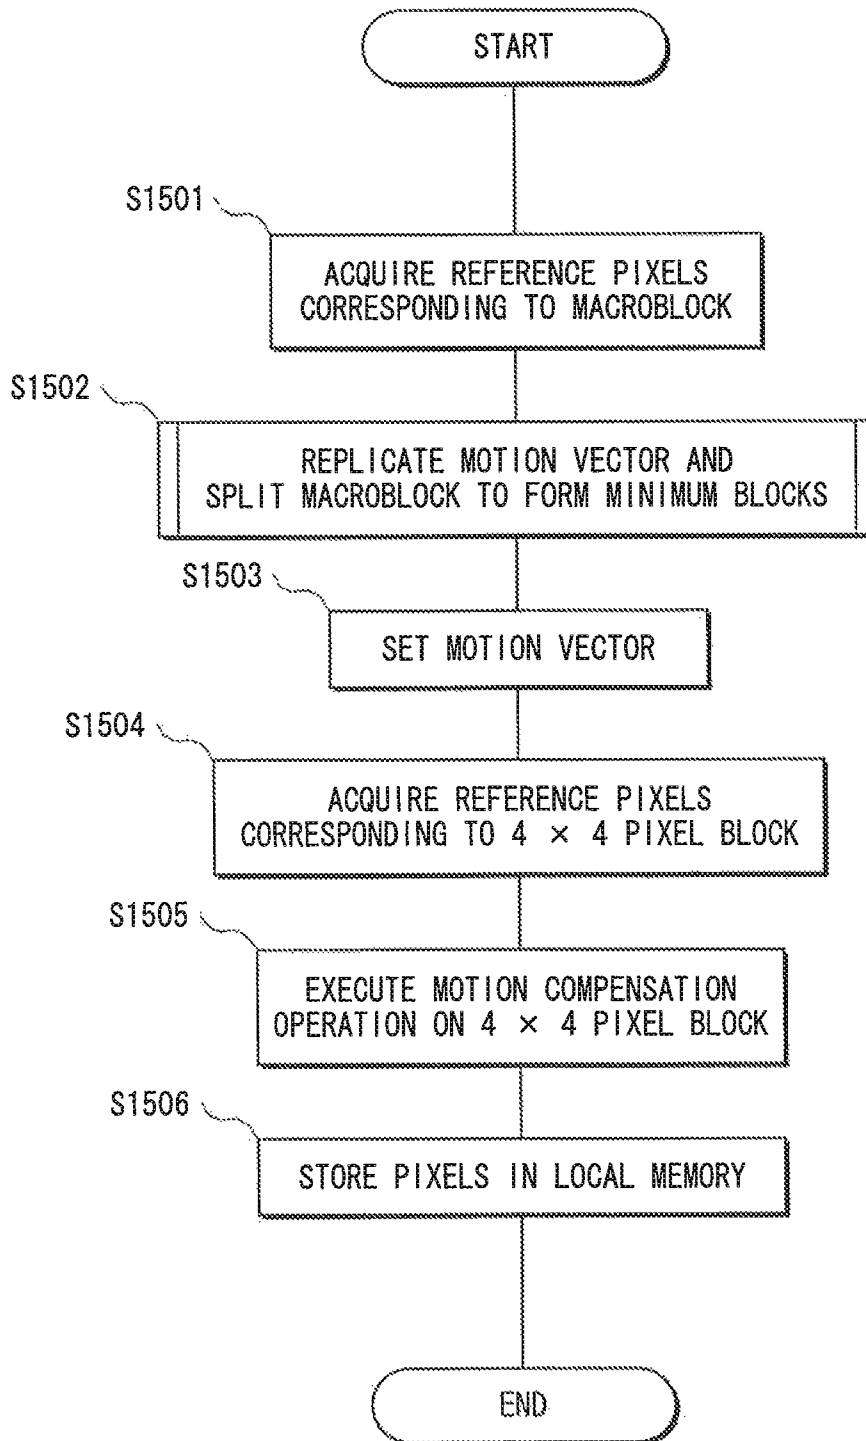 START
S1501
ACQUIRE REFERENCE PIXELS
CORRESPONDING TO MACROBLOCK
S1502
REPLICATE MOTION VECTOR AND
SPLIT MACROBLOCK TO FORM MINIMUM BLOCKS
S1503
SET MOTION VECTOR
S1504
ACQUIRE REFERENCE PIXELS
CORRESPONDING TO 4 × 4 PIXEL BLOCK
S1505
EXECUTE MOTION COMPENSATION
OPERATION ON 4 × 4 PIXEL BLOCK
S1506
STORE PIXELS IN LOCAL MEMORY
END